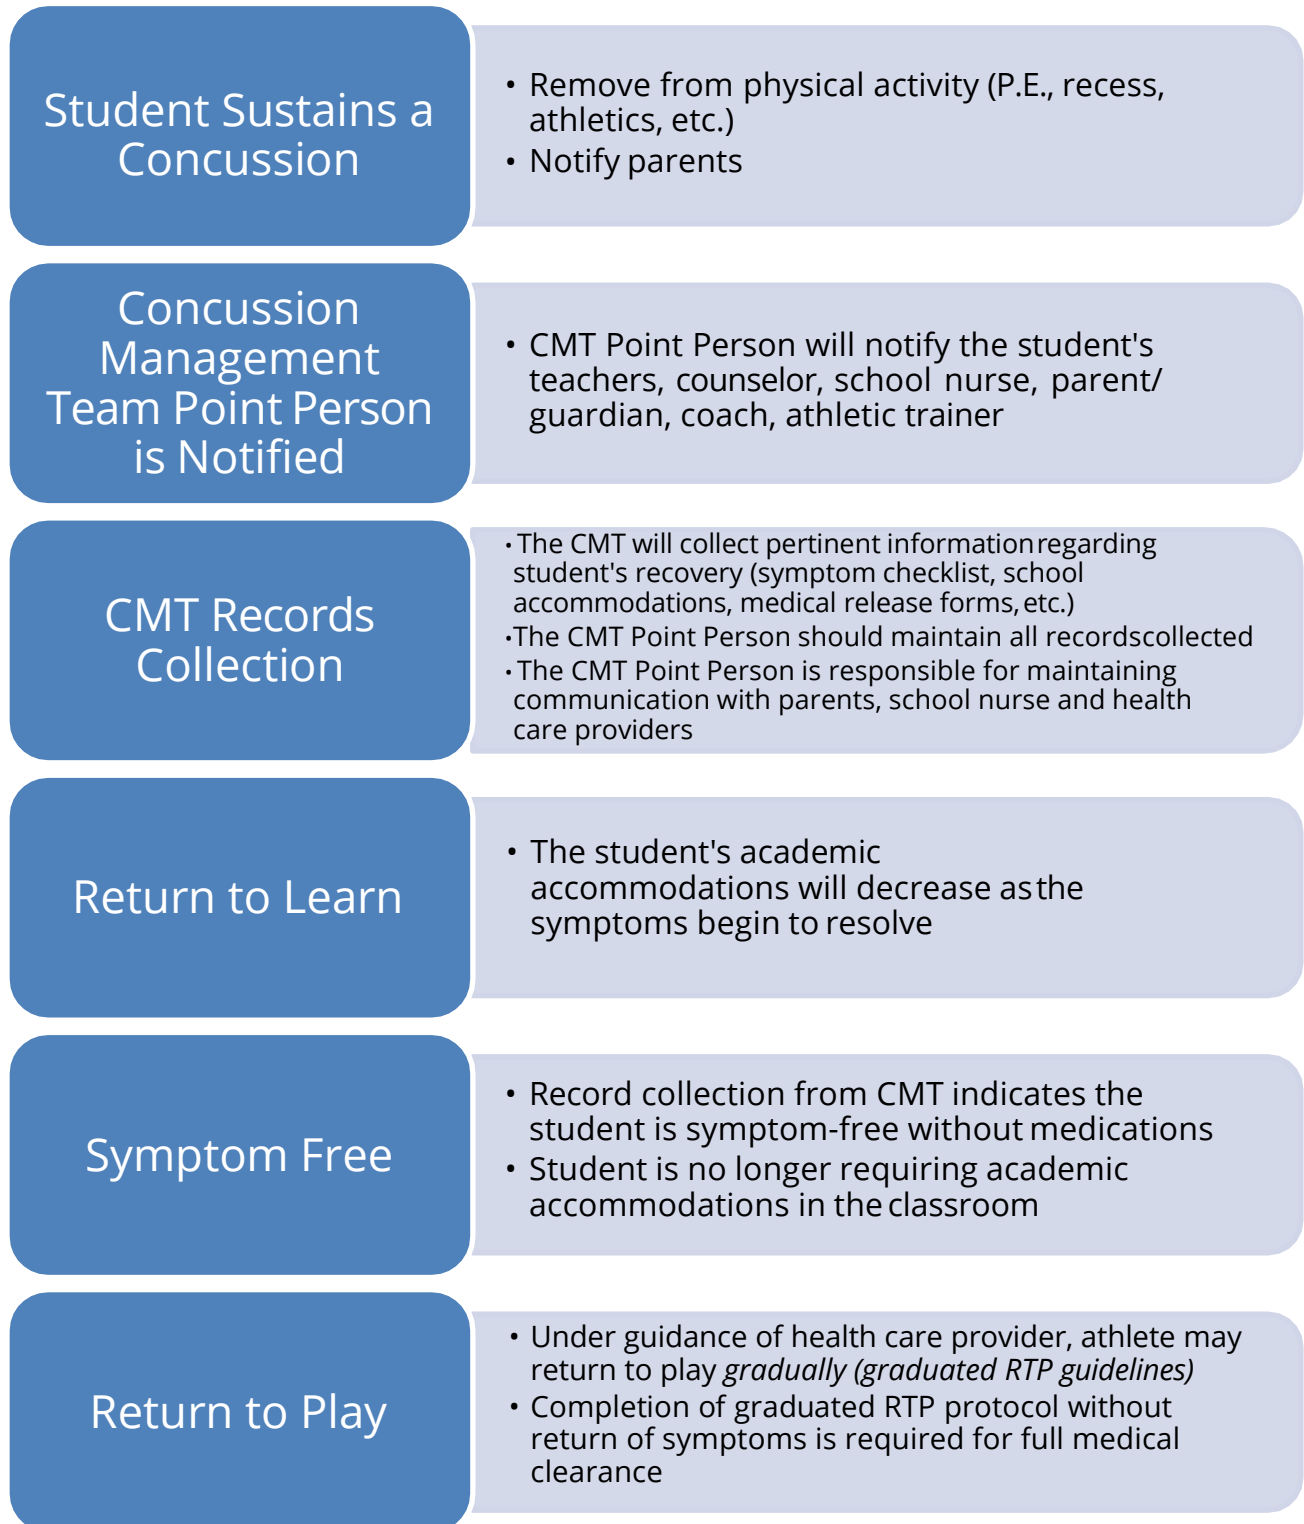 Student Sustains a
Concussion
• Remove from physical activity (P.E., recess,
athletics, etc.)
• Notify parents
Concussion
Management
Team Point Person
is Notified
• CMT Point Person will notify the student's
teachers, counselor, school nurse, parent/
guardian, coach, athletic trainer
CMT Records
Collection
• The CMT will collect pertinent information regarding
student's recovery (symptom checklist, school
accommodations, medical release forms, etc.)
• The CMT Point Person should maintain all records collected
• The CMT Point Person is responsible for maintaining
communication with parents, school nurse and health
care providers
Return to Learn
• The student's academic
accommodations will decrease as the
symptoms begin to resolve
Symptom Free
• Record collection from CMT indicates the
student is symptom-free without medications
• Student is no longer requiring academic
accommodations in the classroom
Return to Play
• Under guidance of health care provider, athlete may
return to play gradually (graduated RTP guidelines)
• Completion of graduated RTP protocol without
return of symptoms is required for full medical
clearance